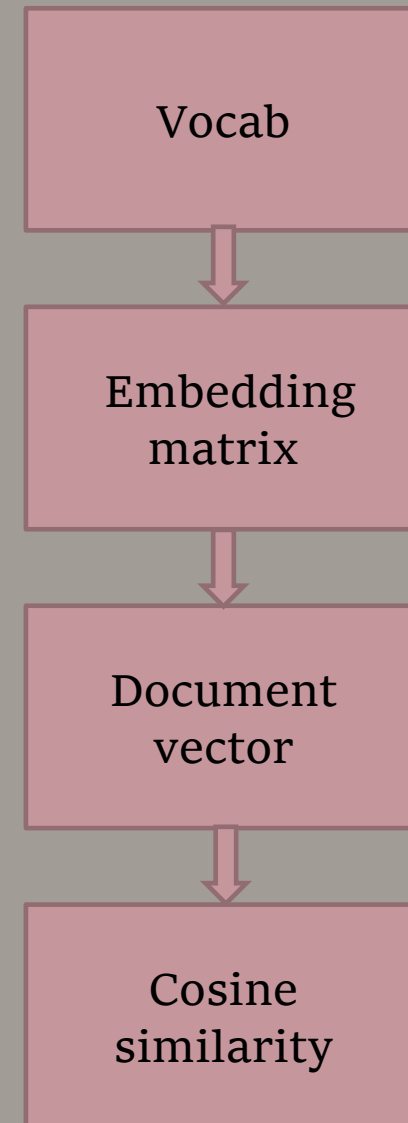 Vocab
Embedding
matrix
Document
vector
Cosine
similarity